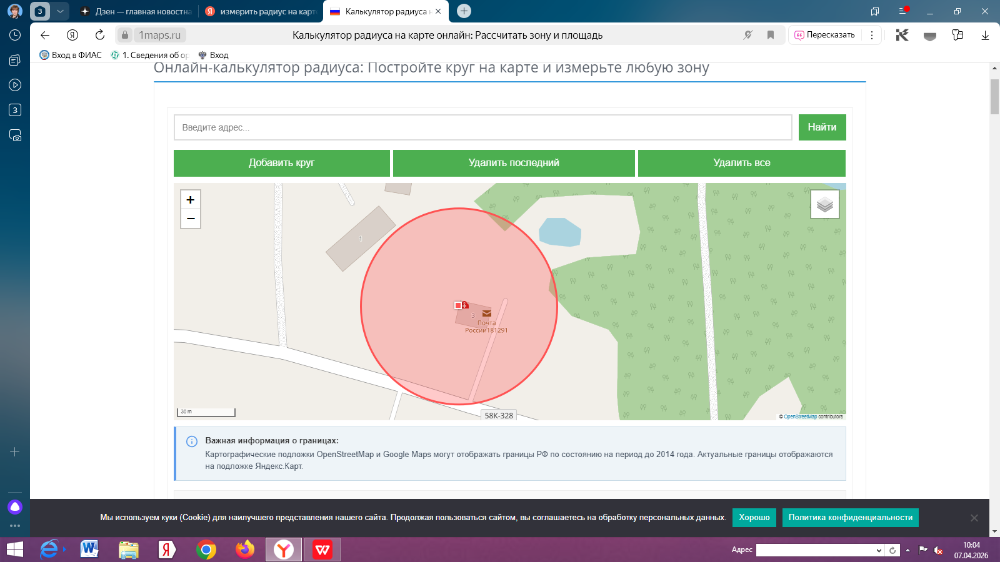 3
Дзен — главная новостна
измерить радиус на карт
Калькулятор радиуса н
1maps.ru
Калькулятор радиуса на карте онлайн: Рассчитать зону и площадь
Пересказать
Вход в ФИАС
1. Сведения об ор
Вход
3
Онлайн-калькулятор радиуса: Постройте круг на карте и измерьте любую зону
Введите адрес...
Найти
Добавить круг
Удалить последний
Удалить все
+
−
1
3
Почта
России181291
58К-328
30 m
© OpenStreetMap contributors
Важная информация о границах:
Картографические подложки OpenStreetMap и Google Maps могут отображать границы РФ по состоянию на период до 2014 года. Актуальные границы отображаются
на подложке Яндекс.Карт.
Мы используем куки (Cookie) для наилучшего представления нашего сайта. Продолжая пользоваться сайтом, вы соглашаетесь на обработку персональных данных.
Хорошо
Политика конфиденциальности
Адрес
10:04
07.04.2026